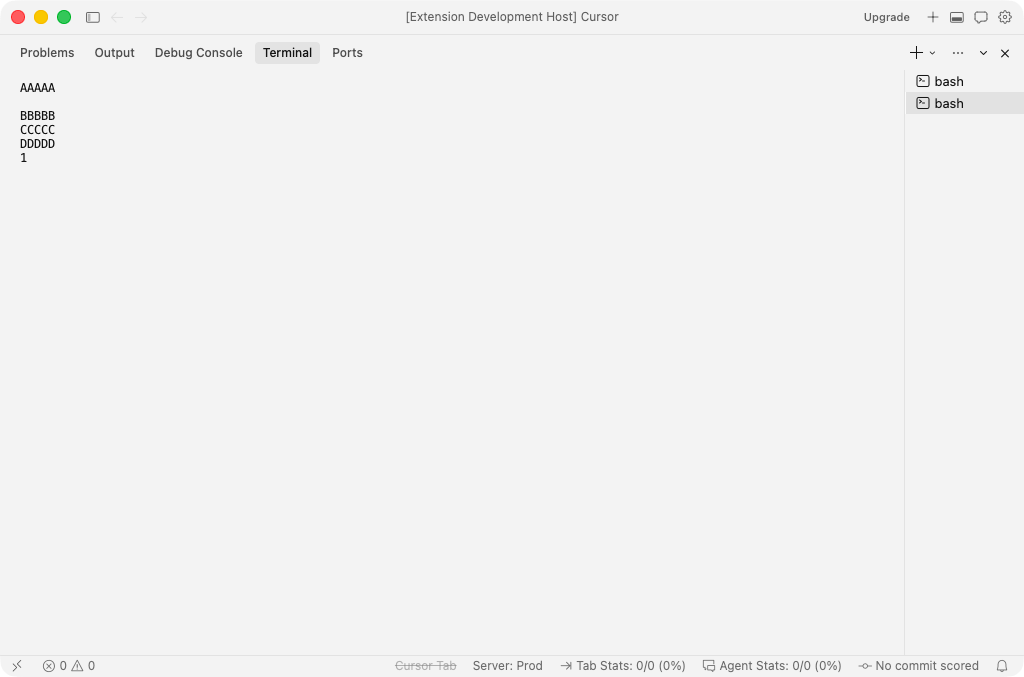 [Extension Development Host] Cursor
Upgrade
Problems Output Debug Console Terminal Ports
AAAAA
BBBBB
CCCCC
DDDDD
1
bash
bash
0 0 Cursor Tab Server: Prod Tab Stats: 0/0 (0%) Agent Stats: 0/0 (0%) No commit scored